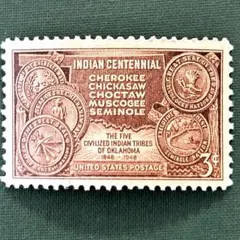 INDIAN CENTENNIAL
CHEROKEE
CHICKASAW
CHOCTAW
MUSCOGEE
SEMINOLE
THE FIVE
CIVILIZED INDIAN TRIBES
OF OKLAHOMA
1848 - 1948
3¢
UNITED STATES POSTAGE